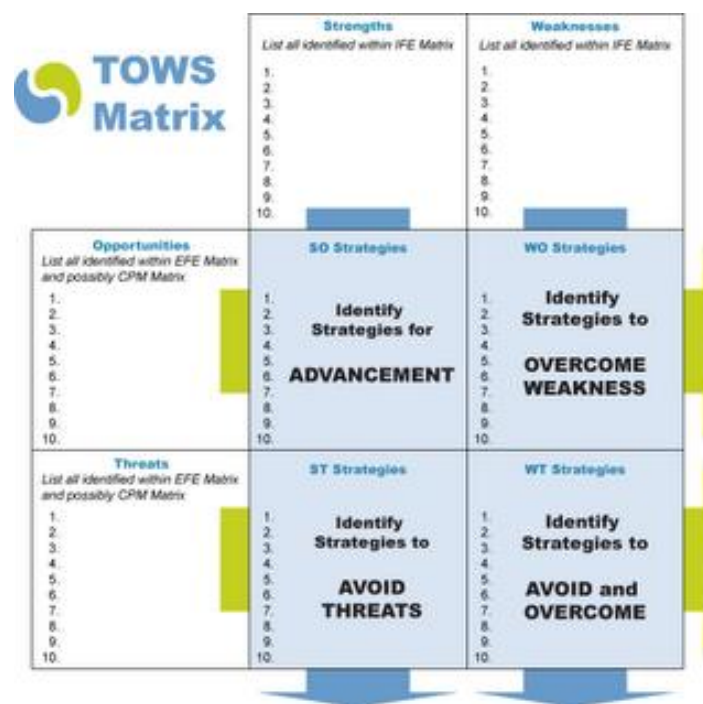 TOWS
Matrix
Strengths
List all identified within IFE Matrix
1.
2.
3.
4.
5.
6.
7.
8.
9.
10.
Weaknesses
List all identified within IFE Matrix
1.
2.
3.
4.
5.
6.
7.
8.
9.
10.
Opportunities
List all identified within EFE Matrix
and possibly CPM Matrix
1.
2.
3.
4.
5.
6.
7.
8.
9.
10.
SO Strategies
1.
2.
3.
4.
5.
6.
7.
8.
9.
10.
Identify
Strategies for
ADVANCEMENT
WO Strategies
1.
2.
3.
4.
5.
6.
7.
8.
9.
10.
Identify
Strategies to
OVERCOME
WEAKNESS
Threats
List all identified within EFE Matrix
and possibly CPM Matrix
1.
2.
3.
4.
5.
6.
7.
8.
9.
10.
ST Strategies
1.
2.
3.
4.
5.
6.
7.
8.
9.
10.
Identify
Strategies to
AVOID
THREATS
WT Strategies
1.
2.
3.
4.
5.
6.
7.
8.
9.
10.
Identify
Strategies to
AVOID and
OVERCOME